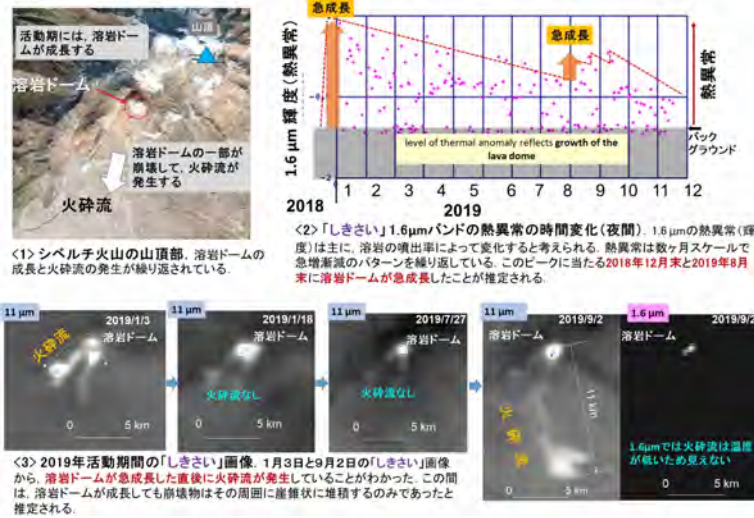 活動期には、溶岩ドー
ムが成長する
山頂
溶岩ドーム
溶岩ドームの一部が
崩壊して、火砕流が
発生する
火砕流
<1> シベルチ火山の山頂部. 溶岩ドームの
成長と火砕流の発生が繰り返されている.
急成長
急成長
1.6 μm 輝度(熱異常)
熱異常
バック
グラウンド
level of thermal anomaly reflects growth of the
lava dome
-2
1 2 3 4 5 6 7 8 9 10 11 12
2018 2019
<2> 「しきさい」 1.6μmバンドの熱異常の時間変化(夜間). 1.6μmの熱異常(輝
度)は主に, 溶岩の噴出率によって変化すると考えられる. 熱異常は数ヶ月スケールで
急増漸減のパターンを繰り返している. このピークに当たる2018年12月末と2019年8月
末に溶岩ドームが急成長したことが推定される.
11 μm
2019/1/3
溶岩ドーム
火砕流
0 5 km
11 μm
2019/1/18
溶岩ドーム
火砕流なし
0 5 km
11 μm
2019/7/27
溶岩ドーム
火砕流なし
0 5 km
11 μm
2019/9/2
溶岩ドーム
11 km
火砕流
0 5 km
1.6 μm
2019/9/2
溶岩ドーム
1.6μmでは火砕流は温度
が低いため見えない
0 5 km
<3> 2019年活動期間の「しきさい」画像. 1月3日と9月2日の「しきさい」画像
から, 溶岩ドームが急成長した直後に火砕流が発生していることがわかった. この間
は, 溶岩ドームが成長しても崩壊物はその周囲に崖錐状に堆積するのみであったと
推定される.